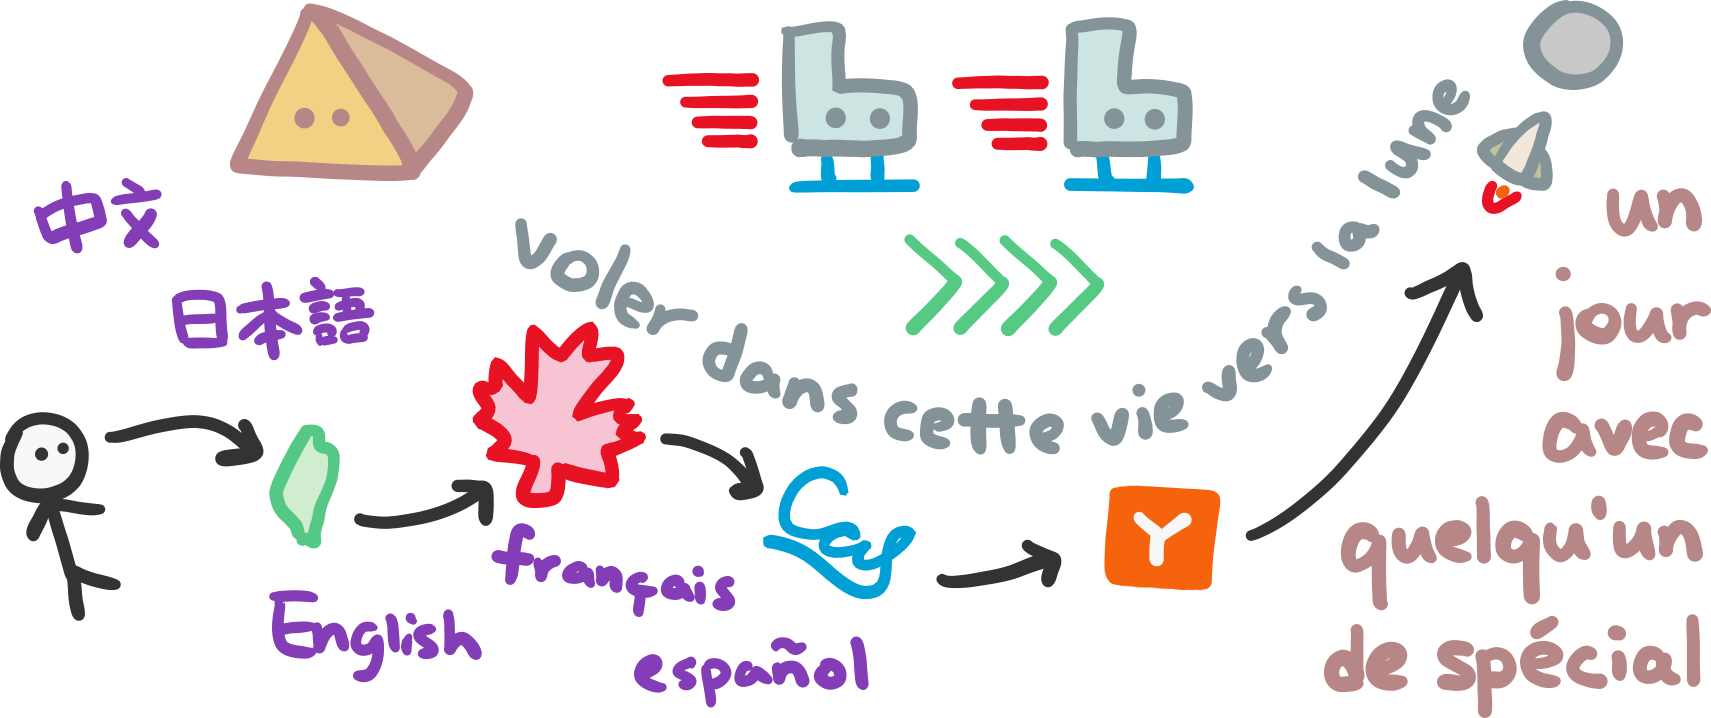 中文
日本語
English
français
español
Cal
Y
voler dans cette vie vers la lune
un
jour
avec
quelqu'un
de spécial